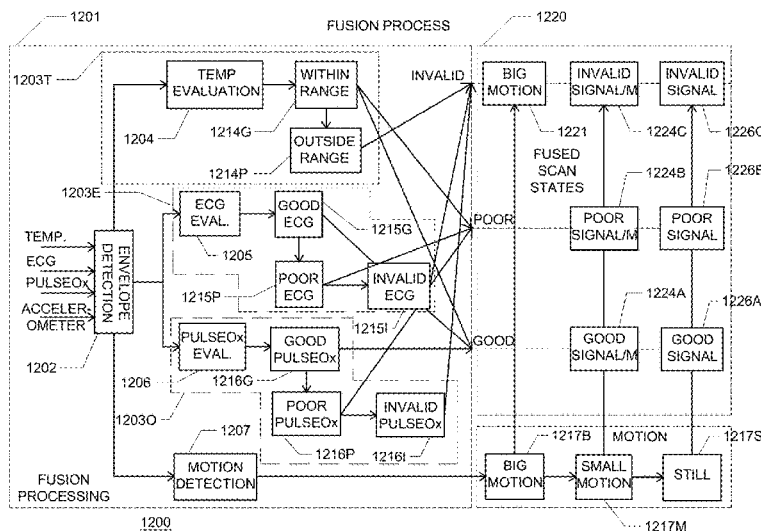 FUSION PROCESS
1201
1220
1203T
TEMP
EVALUATION
WITHIN
RANGE
INVALID
BIG
MOTION
INVALID
SIGNAL/M
INVALID
SIGNAL
1204
1214G
OUTSIDE
RANGE
1214P
1221
1224C
1226C
FUSED
SCAN
STATES
1224B
1226B
1203E
ECG
EVAL.
GOOD
ECG
1205
1215G
POOR
POOR
SIGNAL/M
POOR
SIGNAL
TEMP.
ECG
PULSEOx
ACCELER-
OMETER
ENVELOPE
DETECTION
1215P
POOR
ECG
INVALID
ECG
1215I
1224A
1226A
PULSEOx
EVAL.
GOOD
PULSEOx
GOOD
GOOD
SIGNAL/M
GOOD
SIGNAL
1202
1206
1216G
1203O
POOR
PULSEOx
INVALID
PULSEOx
1207
1216P
1216I
1217B
MOTION
1217S
MOTION
DETECTION
BIG
MOTION
SMALL
MOTION
STILL
FUSION
PROCESSING
1200
1217M